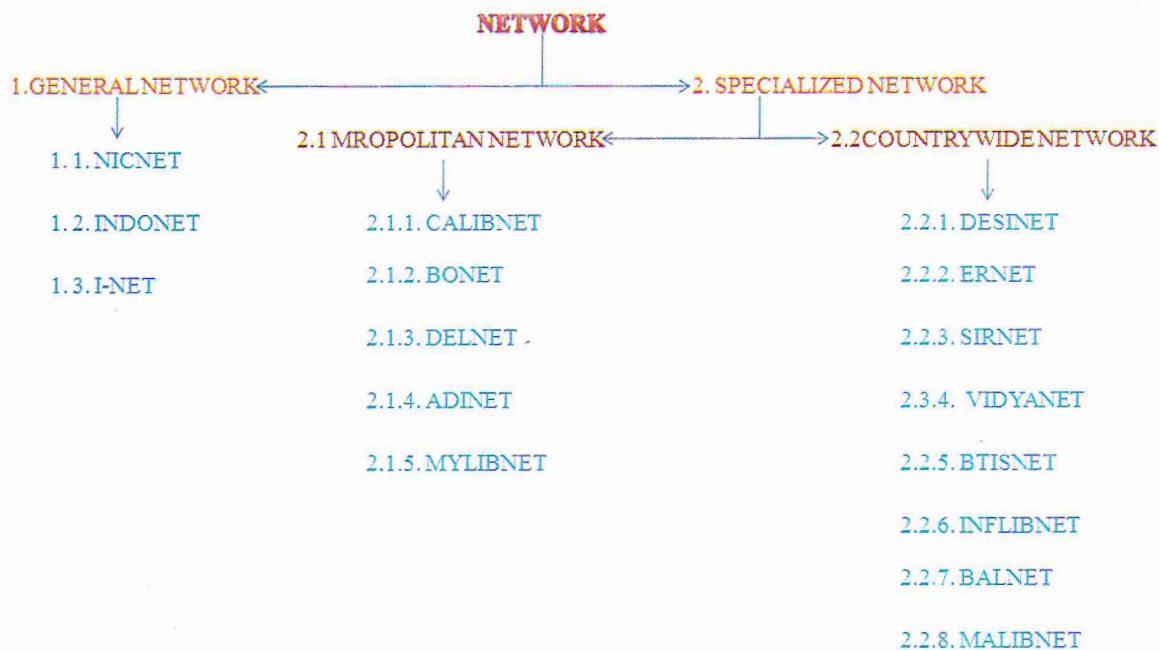 NETWORK
1.GENERAL NETWORK
2. SPECIALIZED NETWORK
2.1 MROPOLITAN NETWORK
2.2COUNTRYWIDE NETWORK
1. 1. NICNET
1. 2. INDONET
1. 3. I-NET
2.1.1. CALIBNET
2.1.2. BONET
2.1.3. DELNET
2.1.4. ADINET
2.1.5. MYLIBNET
2.2.1. DESINET
2.2.2. ERNET
2.2.3. SIRNET
2.3.4. VIDYANET
2.2.5. BTISNET
2.2.6. INFLIBNET
2.2.7. BALNET
2.2.8. MALIBNET